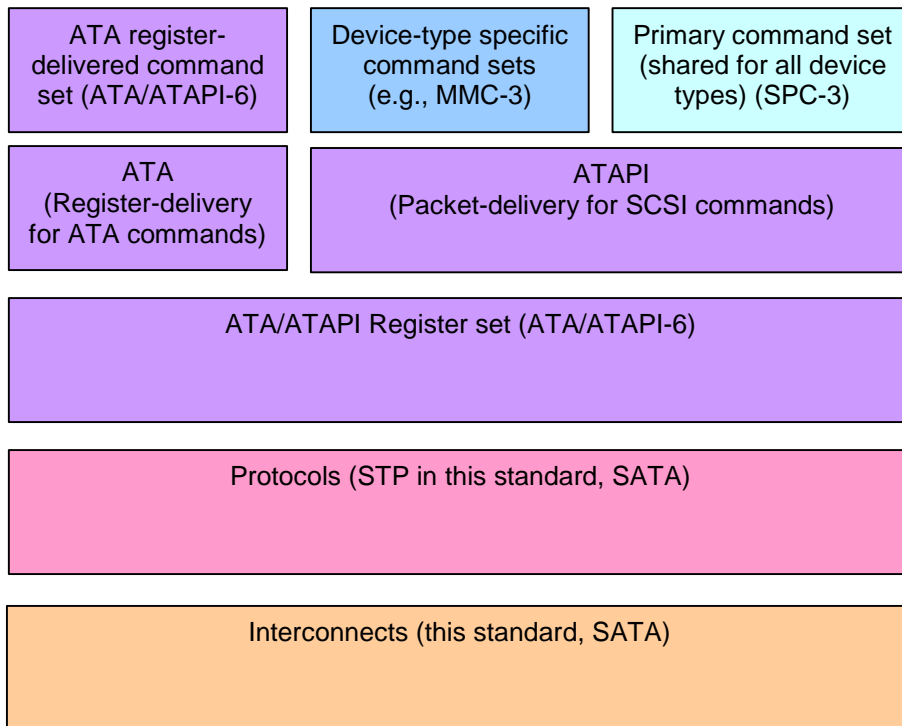 ATA register-
delivered command
set (ATA/ATAPI-6)
Device-type specific
command sets
(e.g., MMC-3)
Primary command set
(shared for all device
types) (SPC-3)
ATA
(Register-delivery
for ATA commands)
ATAPI
(Packet-delivery for SCSI commands)
ATA/ATAPI Register set (ATA/ATAPI-6)
Protocols (STP in this standard, SATA)
Interconnects (this standard, SATA)